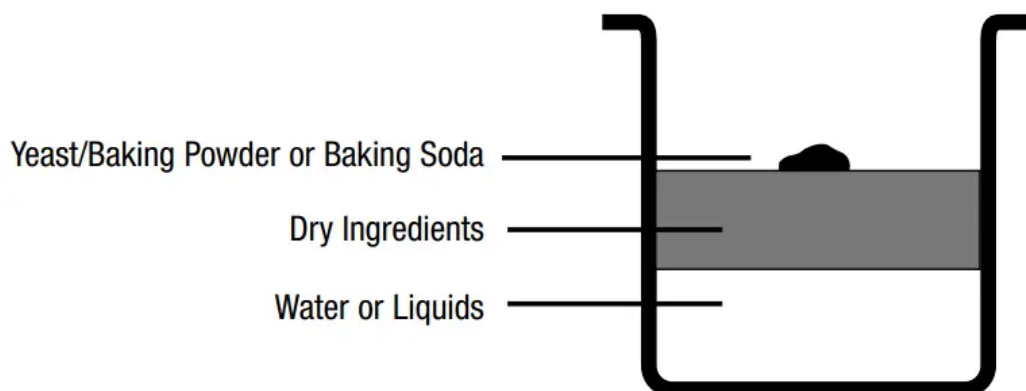 Yeast/Baking Powder or Baking Soda
Dry Ingredients
Water or Liquids